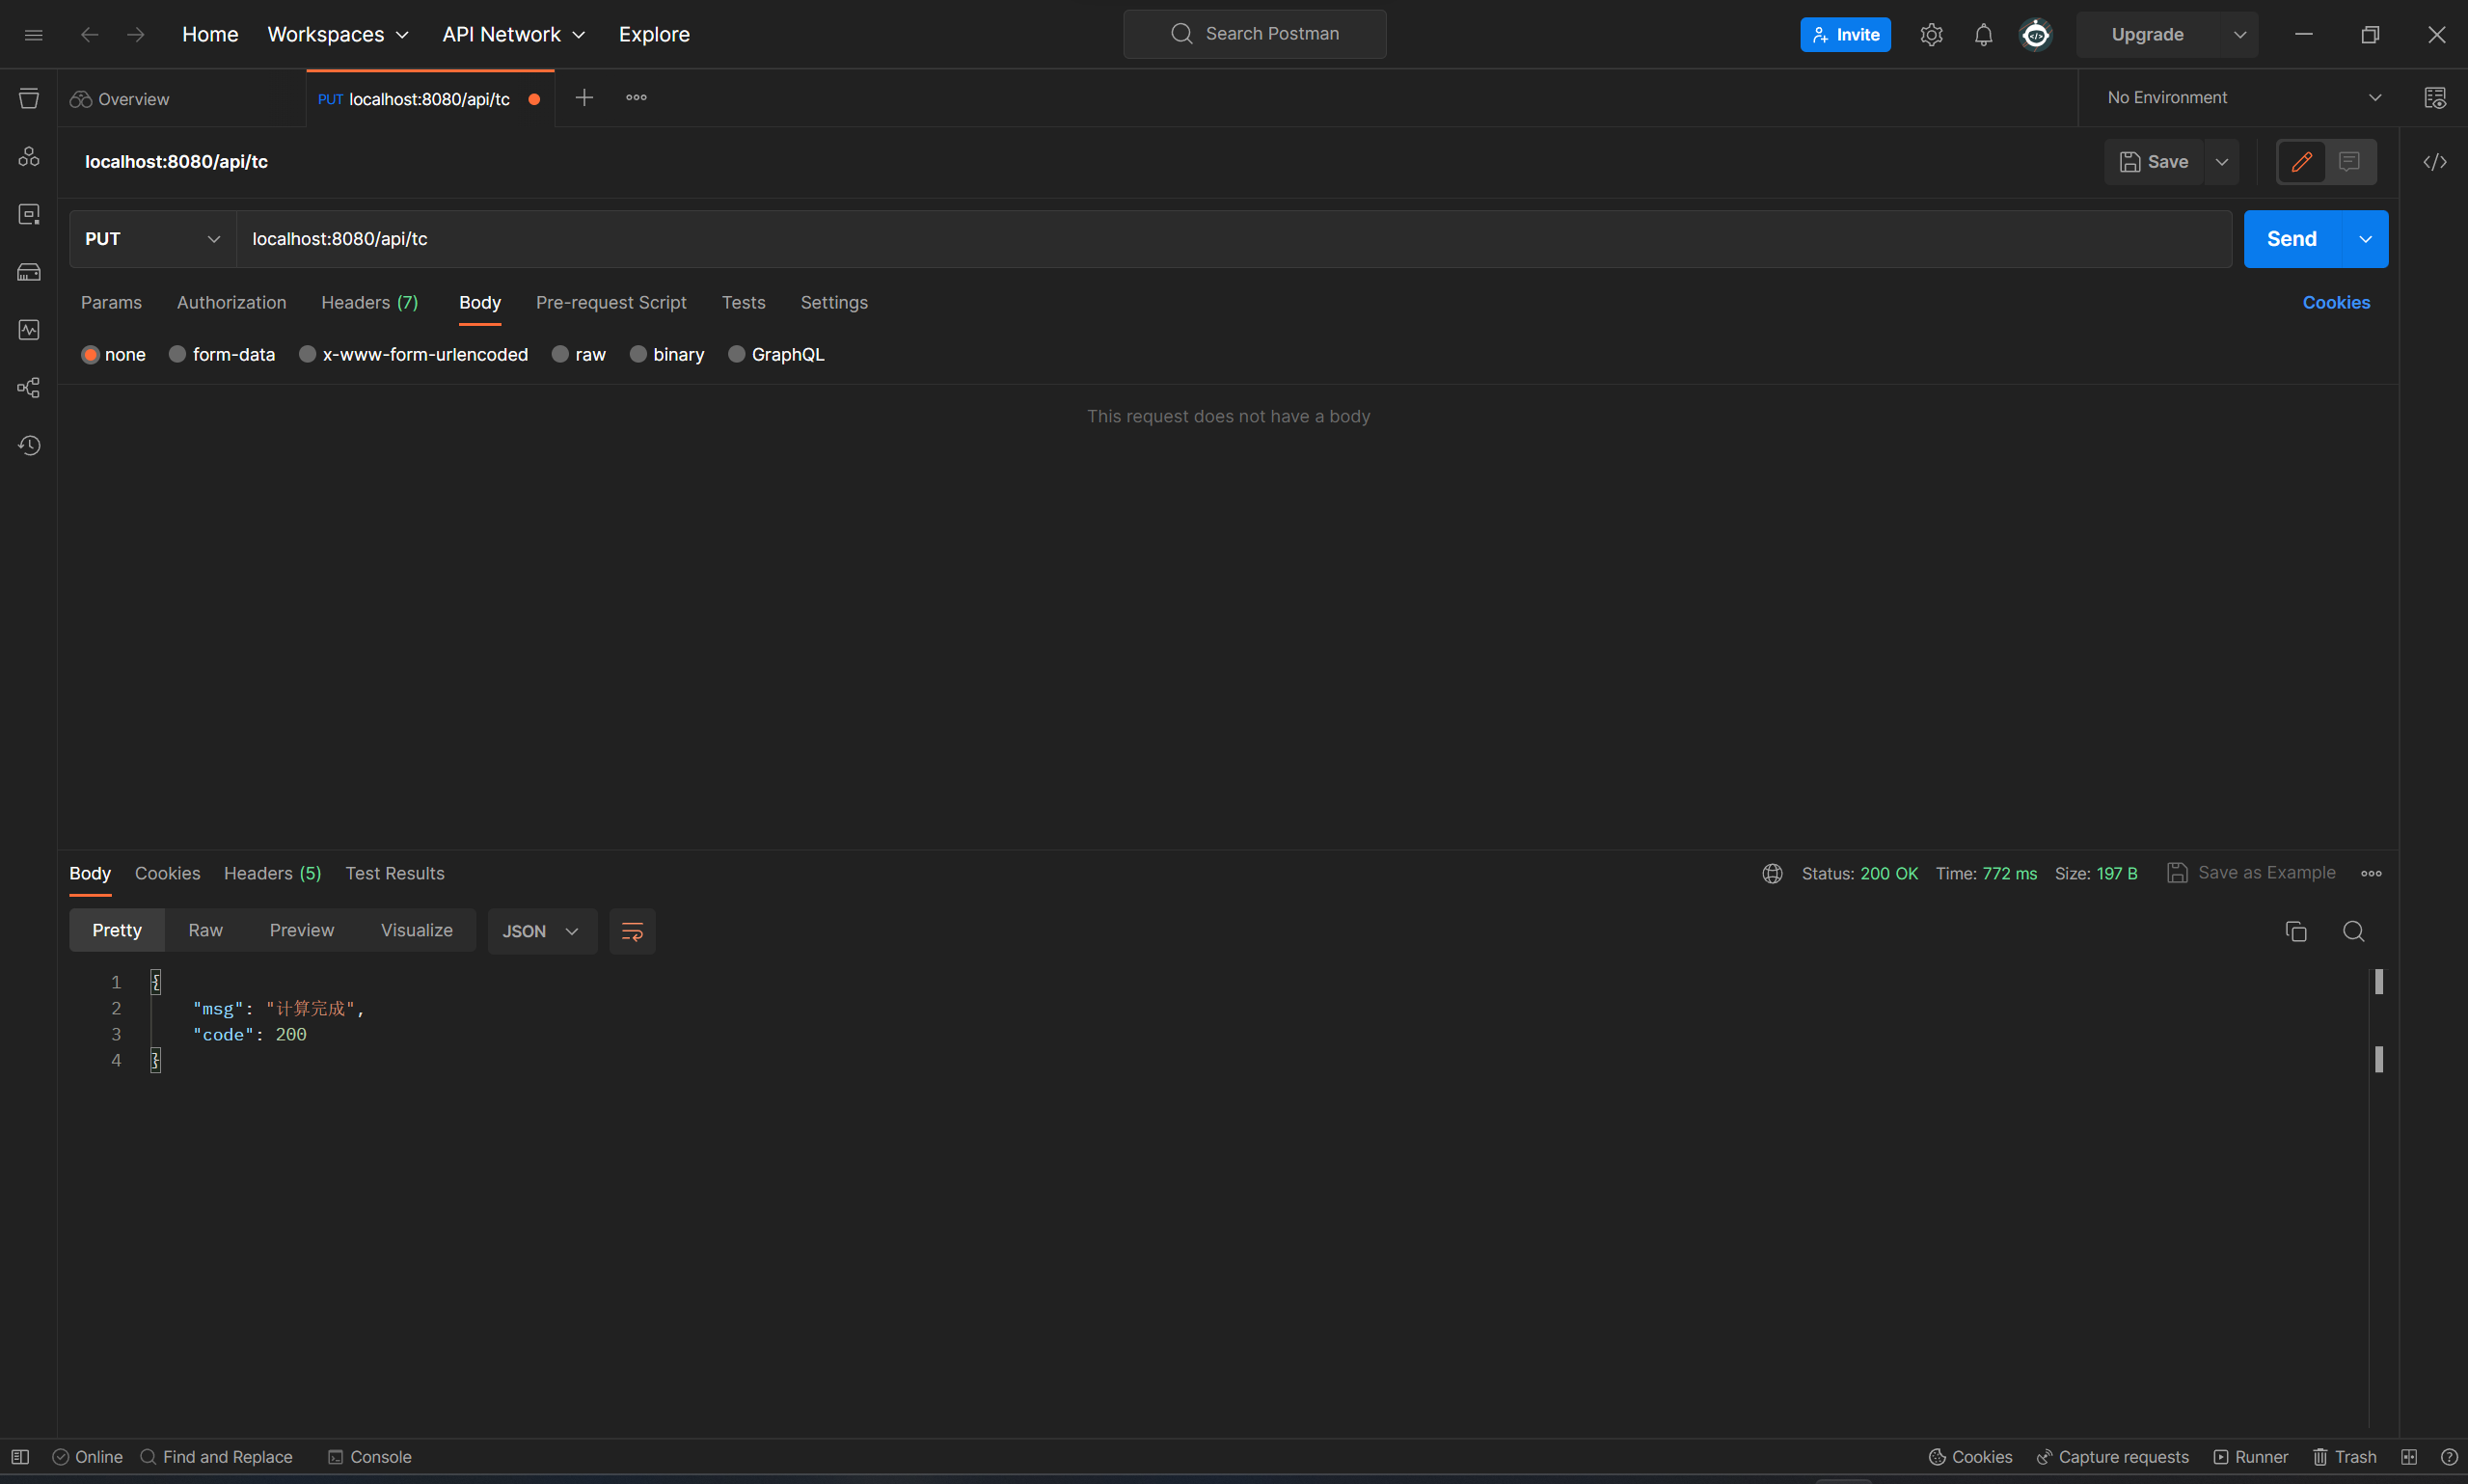 Home Workspaces API Network Explore Search Postman Invite Upgrade
Overview PUT localhost:8080/api/tc No Environment
localhost:8080/api/tc Save
PUT localhost:8080/api/tc Send
Params Authorization Headers (7) Body Pre-request Script Tests Settings Cookies
none form-data x-www-form-urlencoded raw binary GraphQL
This request does not have a body
Body Cookies Headers (5) Test Results Status: 200 OK Time: 772 ms Size: 197 B Save as Example
Pretty Raw Preview Visualize JSON
1 {
2 "msg": "计算完成",
3 "code": 200
4 }
Online Find and Replace Console Cookies Capture requests Runner Trash